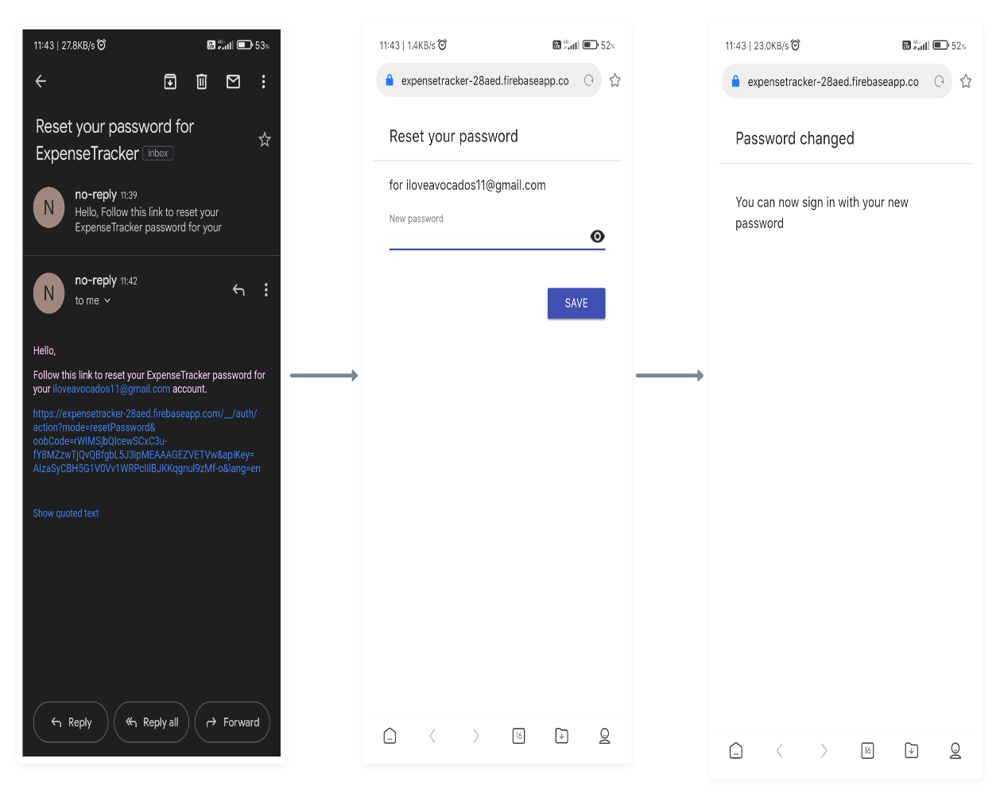 11:43 | 27.8KB/s
53%
Reset your password for
ExpenseTracker Inbox
N
no-reply 11:39
Hello, Follow this link to reset your
ExpenseTracker password for your
N
no-reply 11:42
to me
Hello,
Follow this link to reset your ExpenseTracker password for
your iloveavocados11@gmail.com account.
https://expensetracker-28aed.firebaseapp.com/__/auth/
action?mode=resetPassword&
oobCode=rWIMSjbQIcewSCxC3u-
fY8MZzwTjQvQBfgbL5J3ipMEAAAGEZVETVw&apiKey=
AIzaSyCBH5G1V0Vv1WRPcIilBJKKqgnul9zMf-o&lang=en
Show quoted text
Reply
Reply all
Forward
11:43 | 1.4KB/s
52%
expensetracker-28aed.firebaseapp.co
Reset your password
for iloveavocados11@gmail.com
New password
SAVE
16
11:43 | 23.0KB/s
52%
expensetracker-28aed.firebaseapp.co
Password changed
You can now sign in with your new
password
16